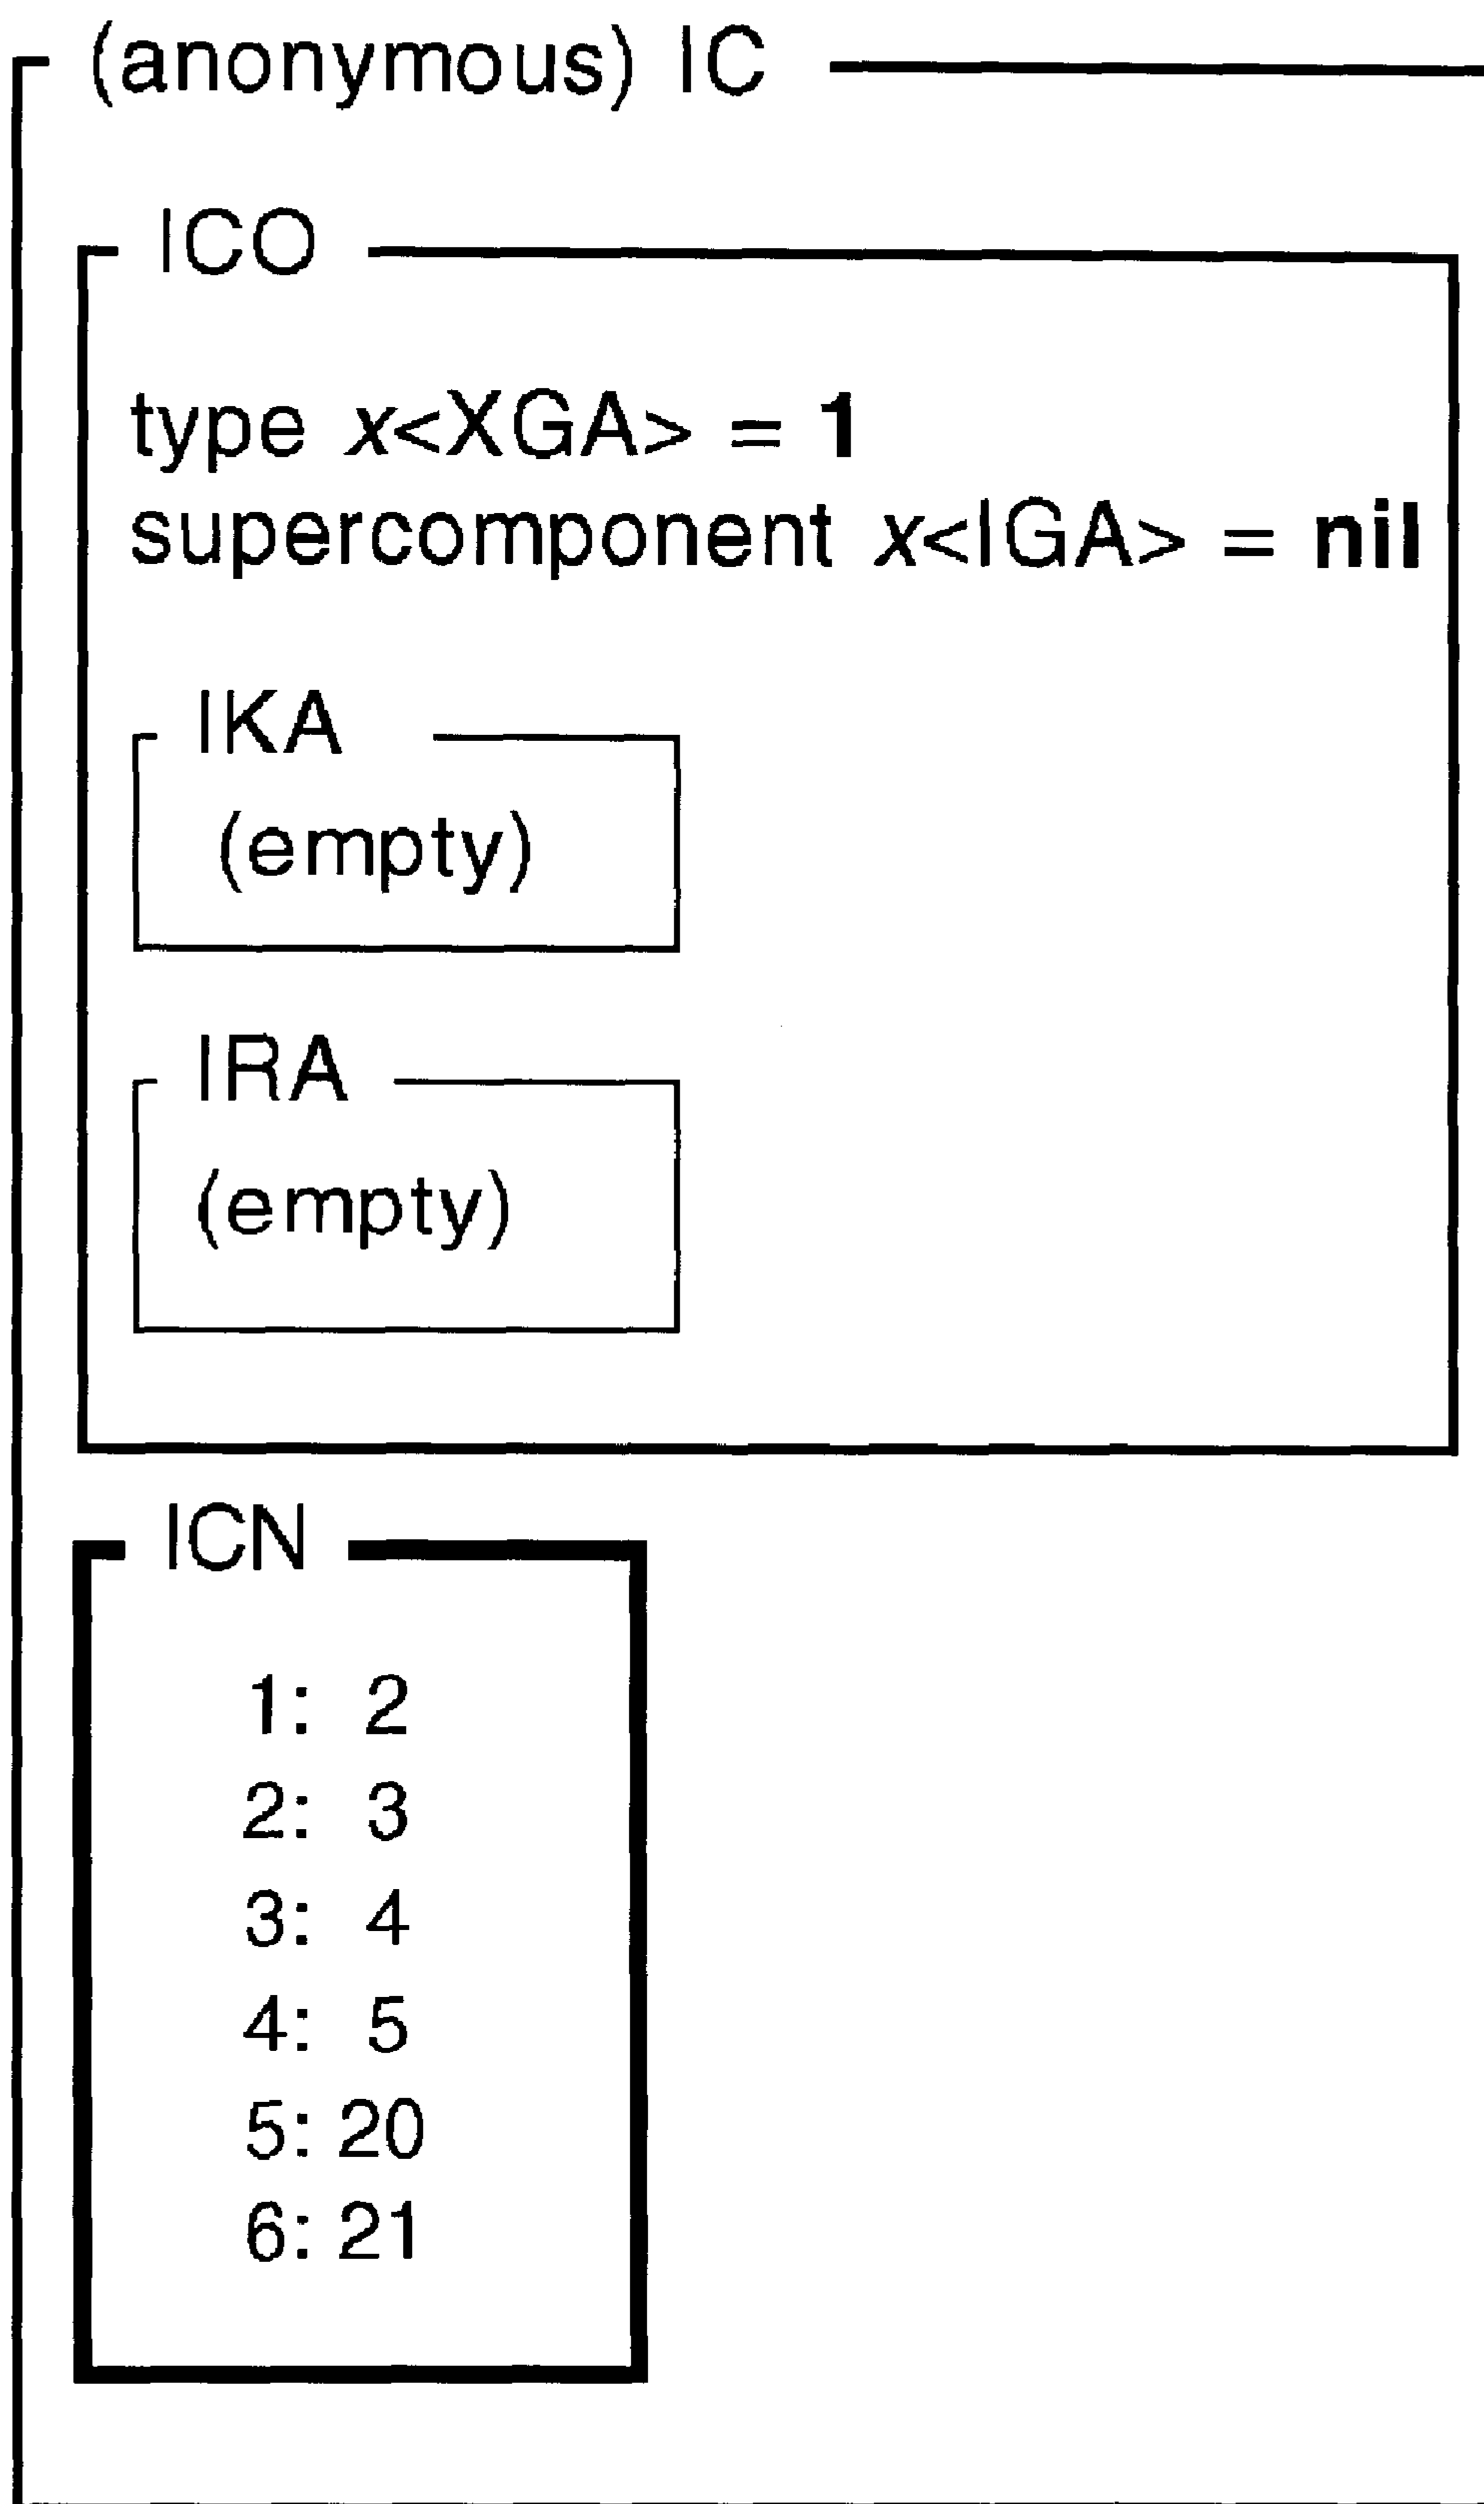 (anonymous) IC
ICO
type x<XGA> = 1
supercomponent x<IGA> = nil
IKA
(empty)
IRA
(empty)
ICN
1: 2
2: 3
3: 4
4: 5
5: 20
6: 21